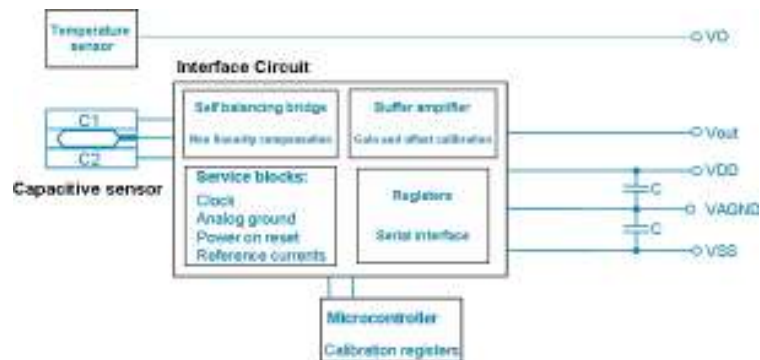 Temperature
sensor
VO
Interface Circuit
Self balancing bridge
Non linearity compensation
Buffer amplifier
Gain and offset calibration
C1
C2
Capacitive sensor
Vout
VDD
C
VAGND
C
VSS
Service blocks:
Clock
Analog ground
Power on reset
Reference currents
Registers
Serial interface
Microcontroller
Calibration registers